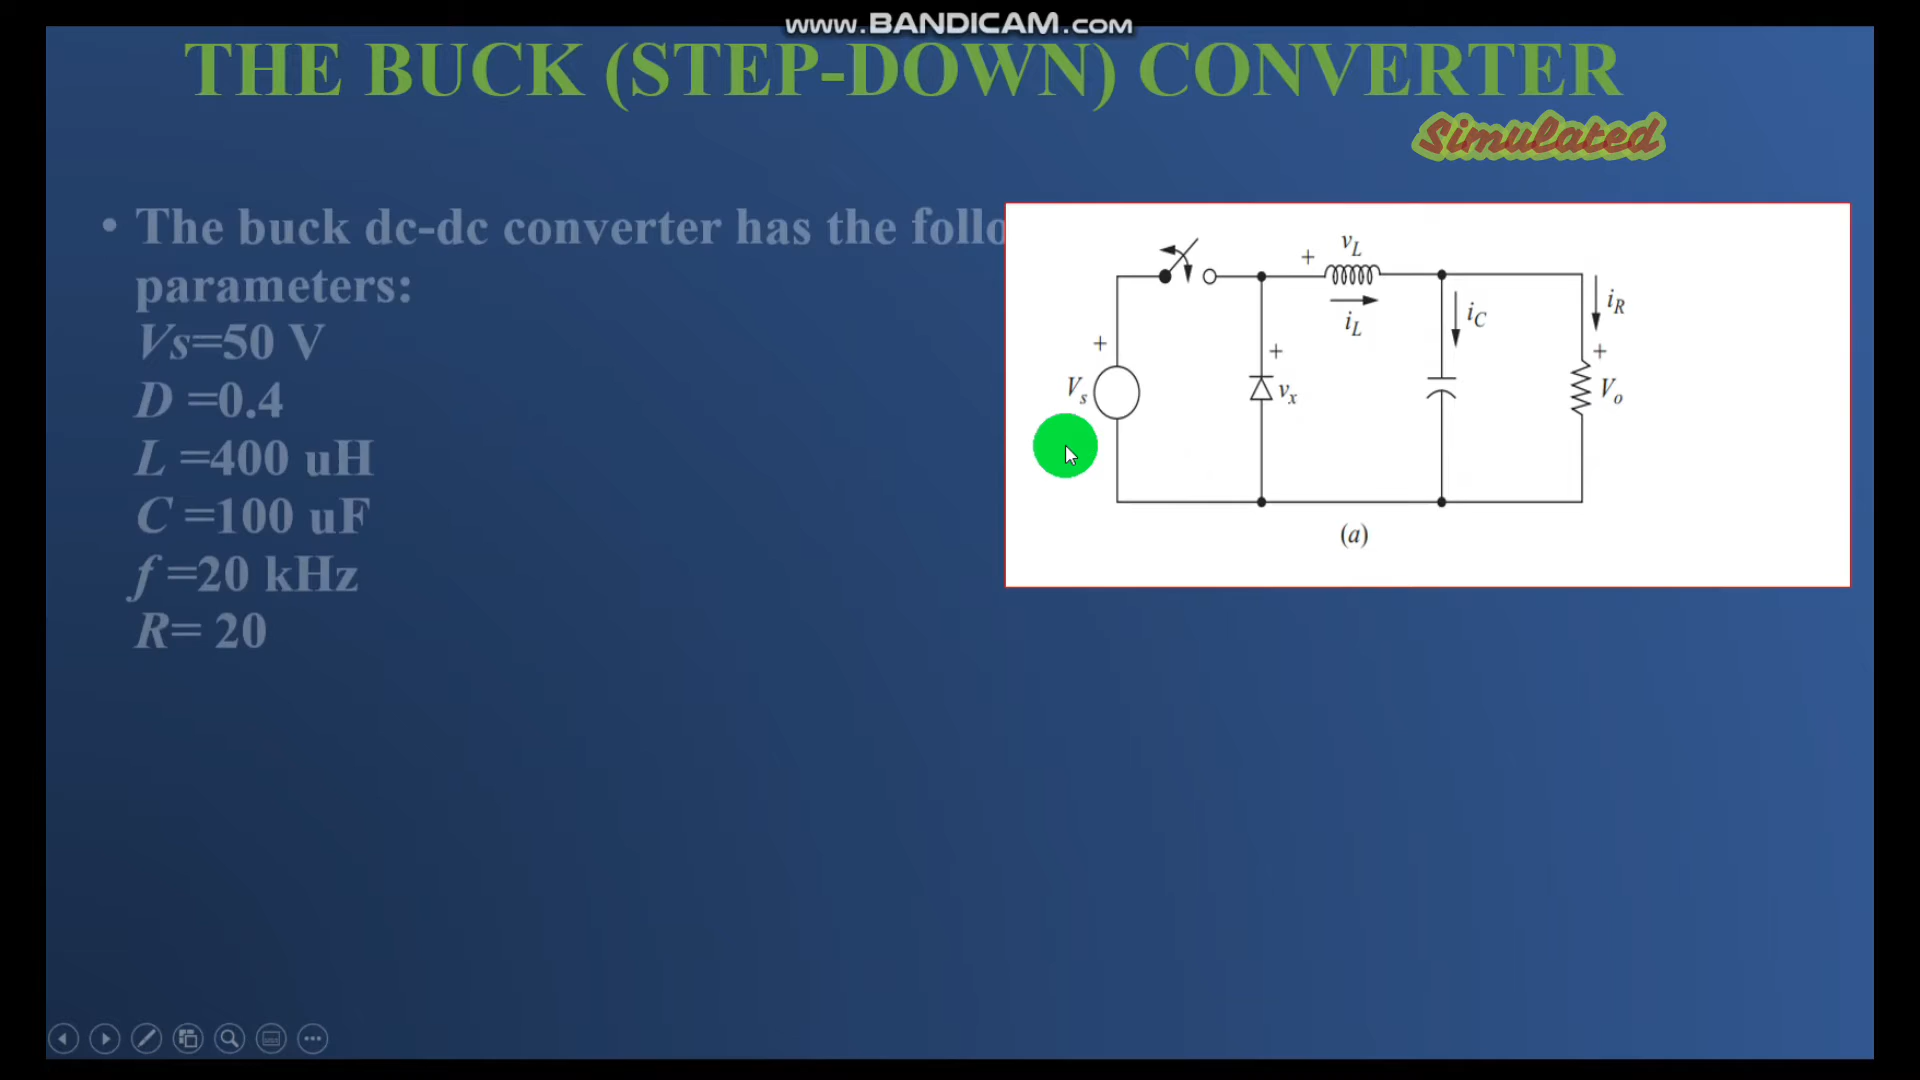 www.BANDICAM.com
THE BUCK (STEP-DOWN) CONVERTER
Simulated
• The buck dc-dc converter has the follo
parameters:
Vs=50 V
D =0.4
L =400 uH
C =100 uF
f =20 kHz
R= 20
+ vL
iL
iC
iR
+
Vs
+
vx
+
Vo
(a)